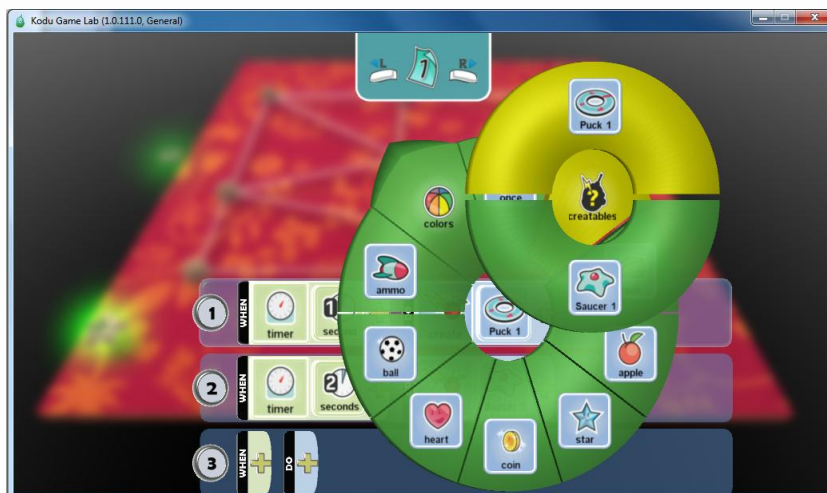 Kodu Game Lab (1.0.111.0, General)
L 1 R
Puck 1
once
creatables
colors
ammo
Saucer 1
1 WHEN timer
Puck 1
ball
apple
2 WHEN timer 2 seconds
heart
star
coin
3 WHEN DO